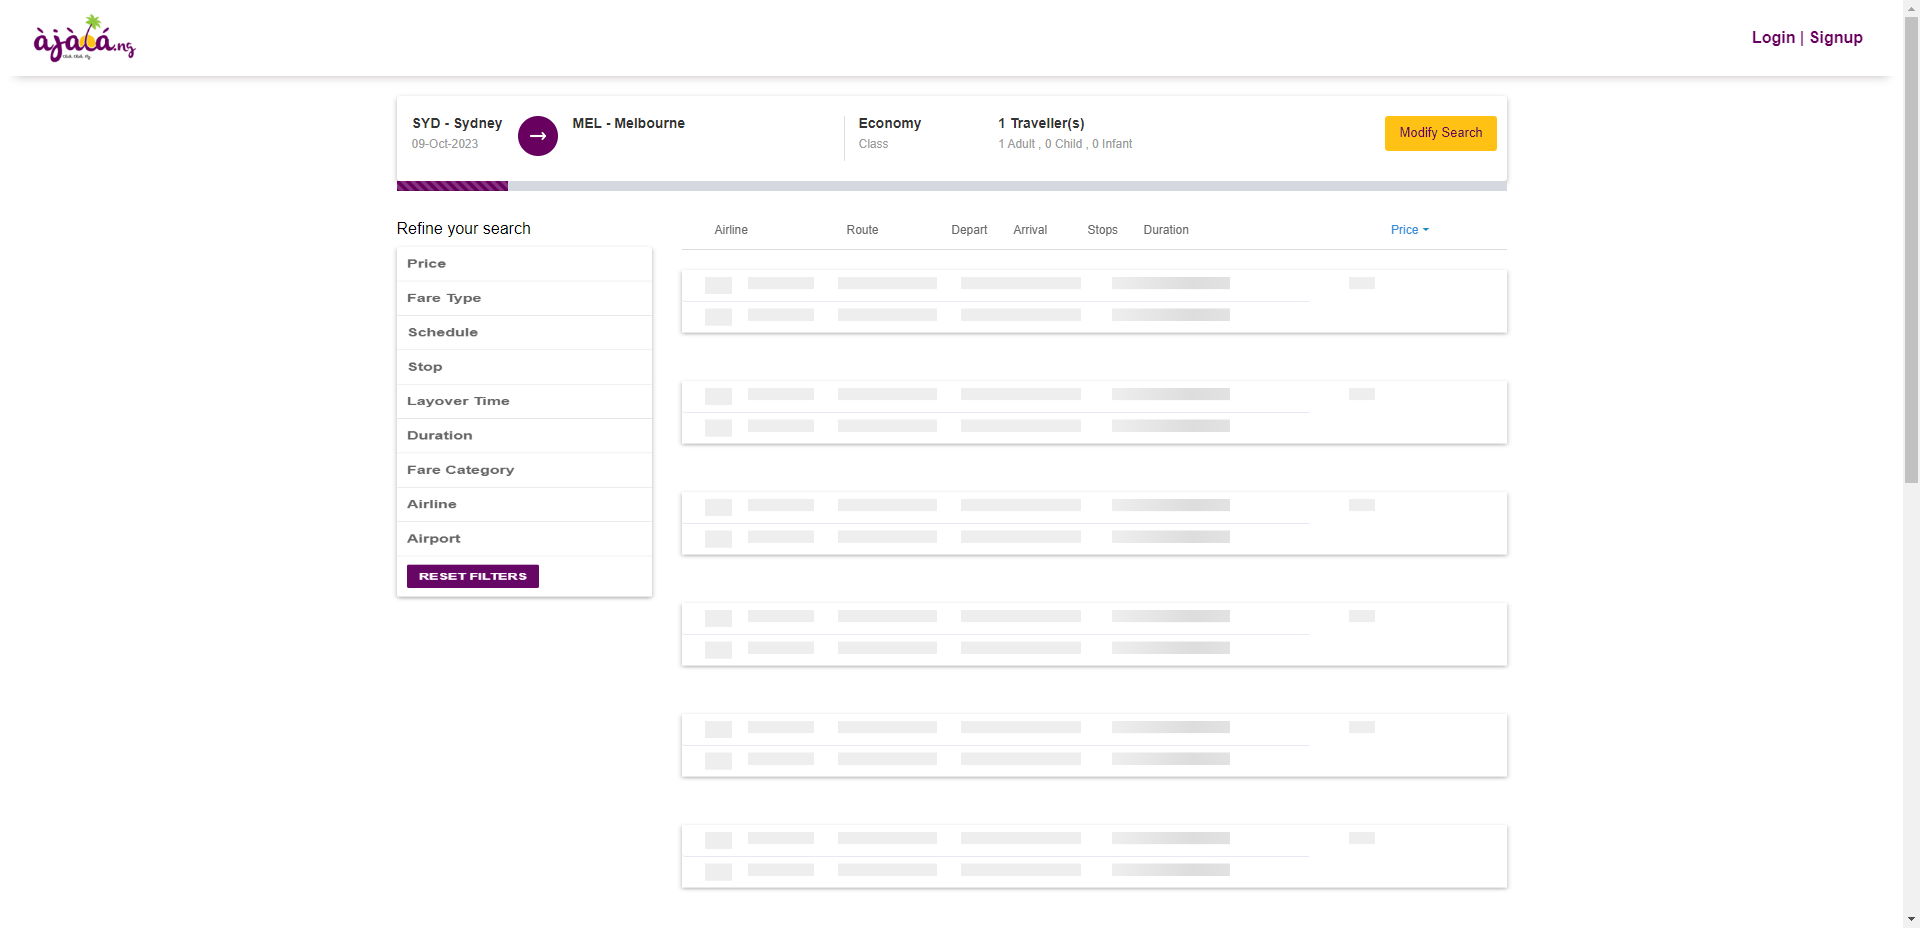 àjàlá.ng
Login | Signup
SYD - Sydney
09-Oct-2023
MEL - Melbourne
Economy
Class
1 Traveller(s)
1 Adult , 0 Child , 0 Infant
Modify Search
Refine your search
Price
Fare Type
Schedule
Stop
Layover Time
Duration
Fare Category
Airline
Airport
RESET FILTERS
Airline Route Depart Arrival Stops Duration Price